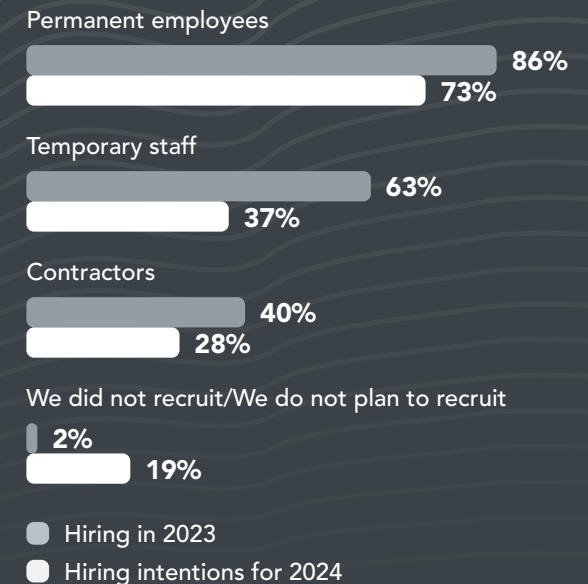 Permanent employees
86%
73%
Temporary staff
63%
37%
Contractors
40%
28%
We did not recruit/We do not plan to recruit
2%
19%
Hiring in 2023
Hiring intentions for 2024